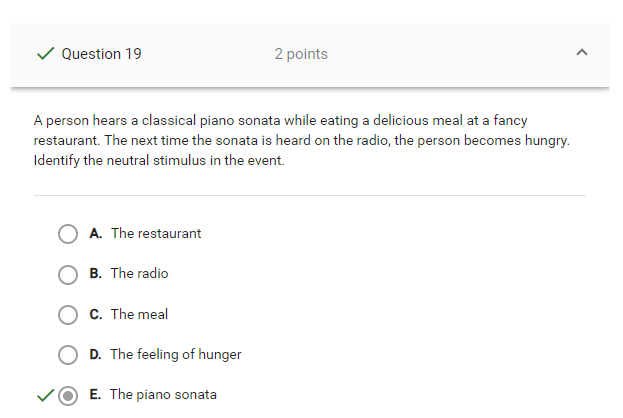 Question 19 2 points
A person hears a classical piano sonata while eating a delicious meal at a fancy
restaurant. The next time the sonata is heard on the radio, the person becomes hungry.
Identify the neutral stimulus in the event.
A. The restaurant
B. The radio
C. The meal
D. The feeling of hunger
E. The piano sonata